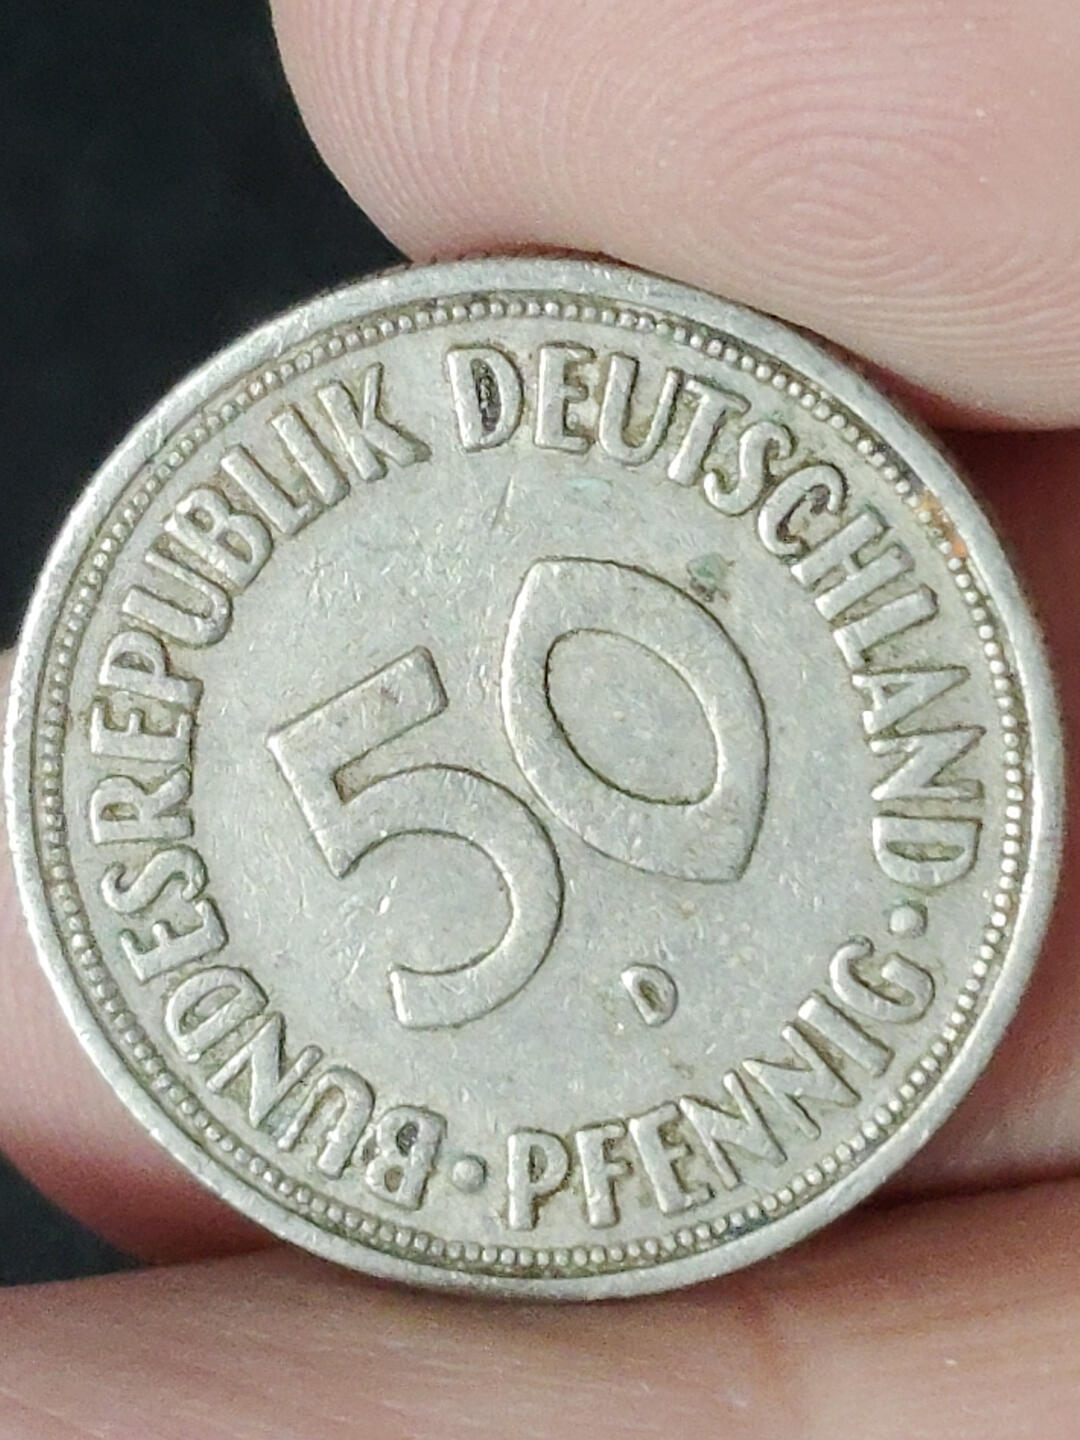 BUNDESREPUBLIK DEUTSCHLAND
50
D
• PFENNIG •